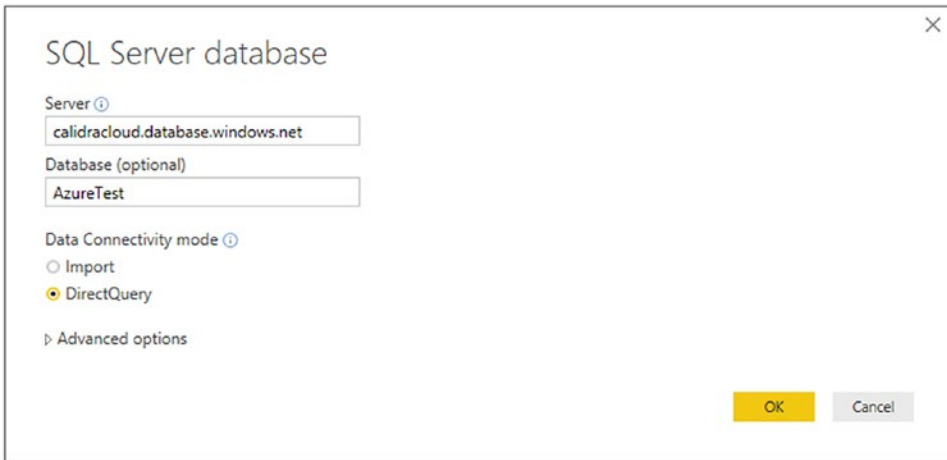 SQL Server database
Server
calidracloud.database.windows.net
Database (optional)
AzureTest
Data Connectivity mode
Import
DirectQuery
Advanced options
OK Cancel